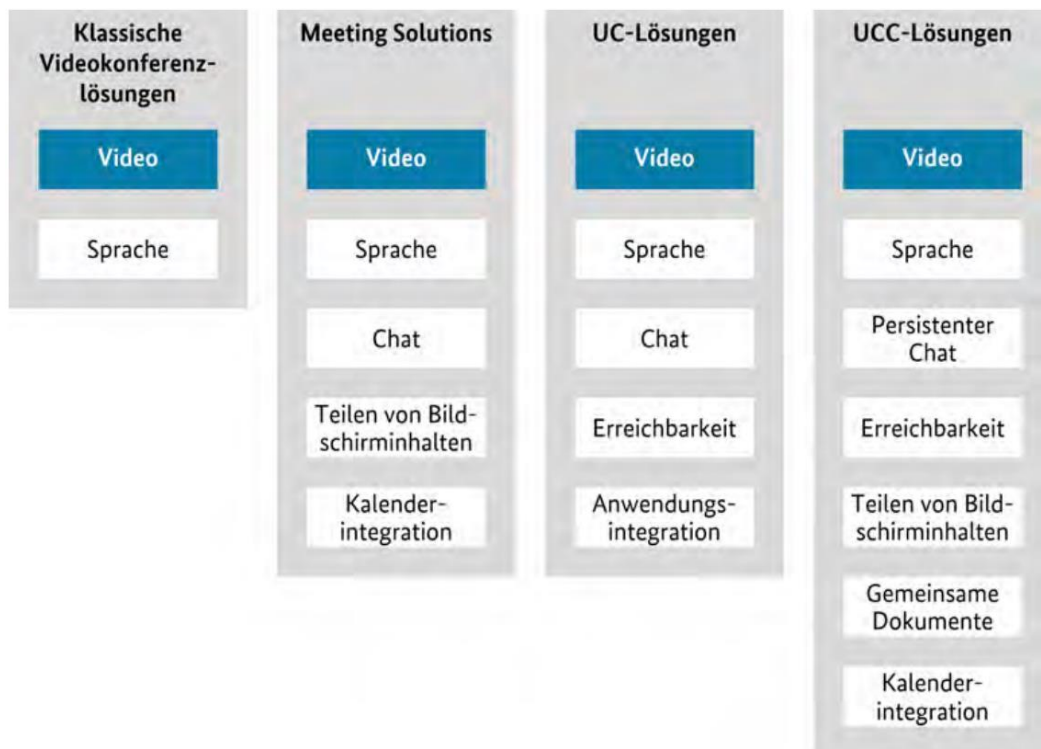 Klassische
Videokonferenz-
lösungen
Video
Sprache
Meeting Solutions
Video
Sprache
Chat
Teilen von Bild-
schirminhalten
Kalender-
integration
UC-Lösungen
Video
Sprache
Chat
Erreichbarkeit
Anwendungs-
integration
UCC-Lösungen
Video
Sprache
Persistenter
Chat
Erreichbarkeit
Teilen von Bild-
schirminhalten
Gemeinsame
Dokumente
Kalender-
integration